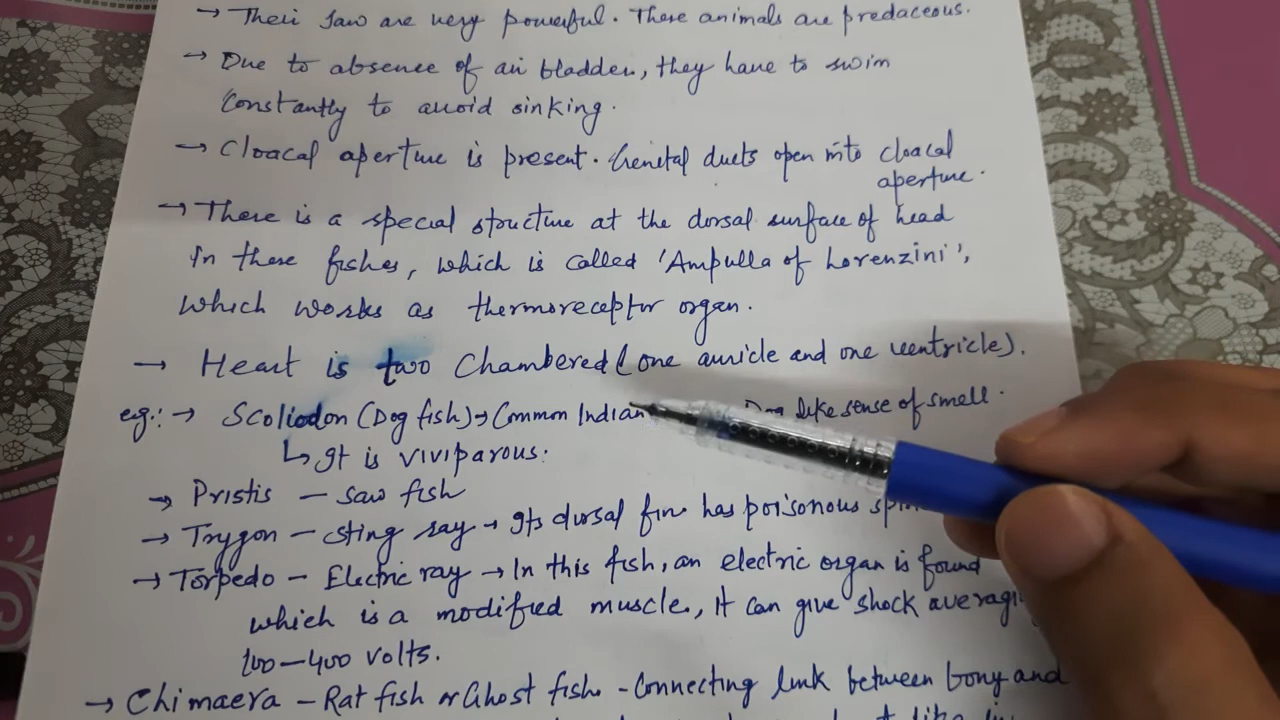 → Their Jaw are very powerful. These animals are predaceous.
→ Due to absence of air bladder, they have to swim
Constantly to avoid sinking.
→ Cloacal aperture is present. Genital ducts open into cloacal
aperture.
→ There is a special structure at the dorsal surface of head
In these fishes, which is called 'Ampulla of Lorenzini',
which works as thermoreceptor organ.
→ Heart is two Chambered (one auricle and one ventricle).
eg:: → Scoliodon (Dog fish) → Common Indian Dog like sense of smell.
↳ It is viviparous.
→ Pristis – Saw fish
→ Trygon – sting ray → Its dorsal fin has poisonous
→ Torpedo – Electric ray → In this fish, an electric organ is found
which is a modified muscle, It can give shock
100–400 volts.
→ Chimaera – Rat fish or Ghost fish. – Connecting link between bony and